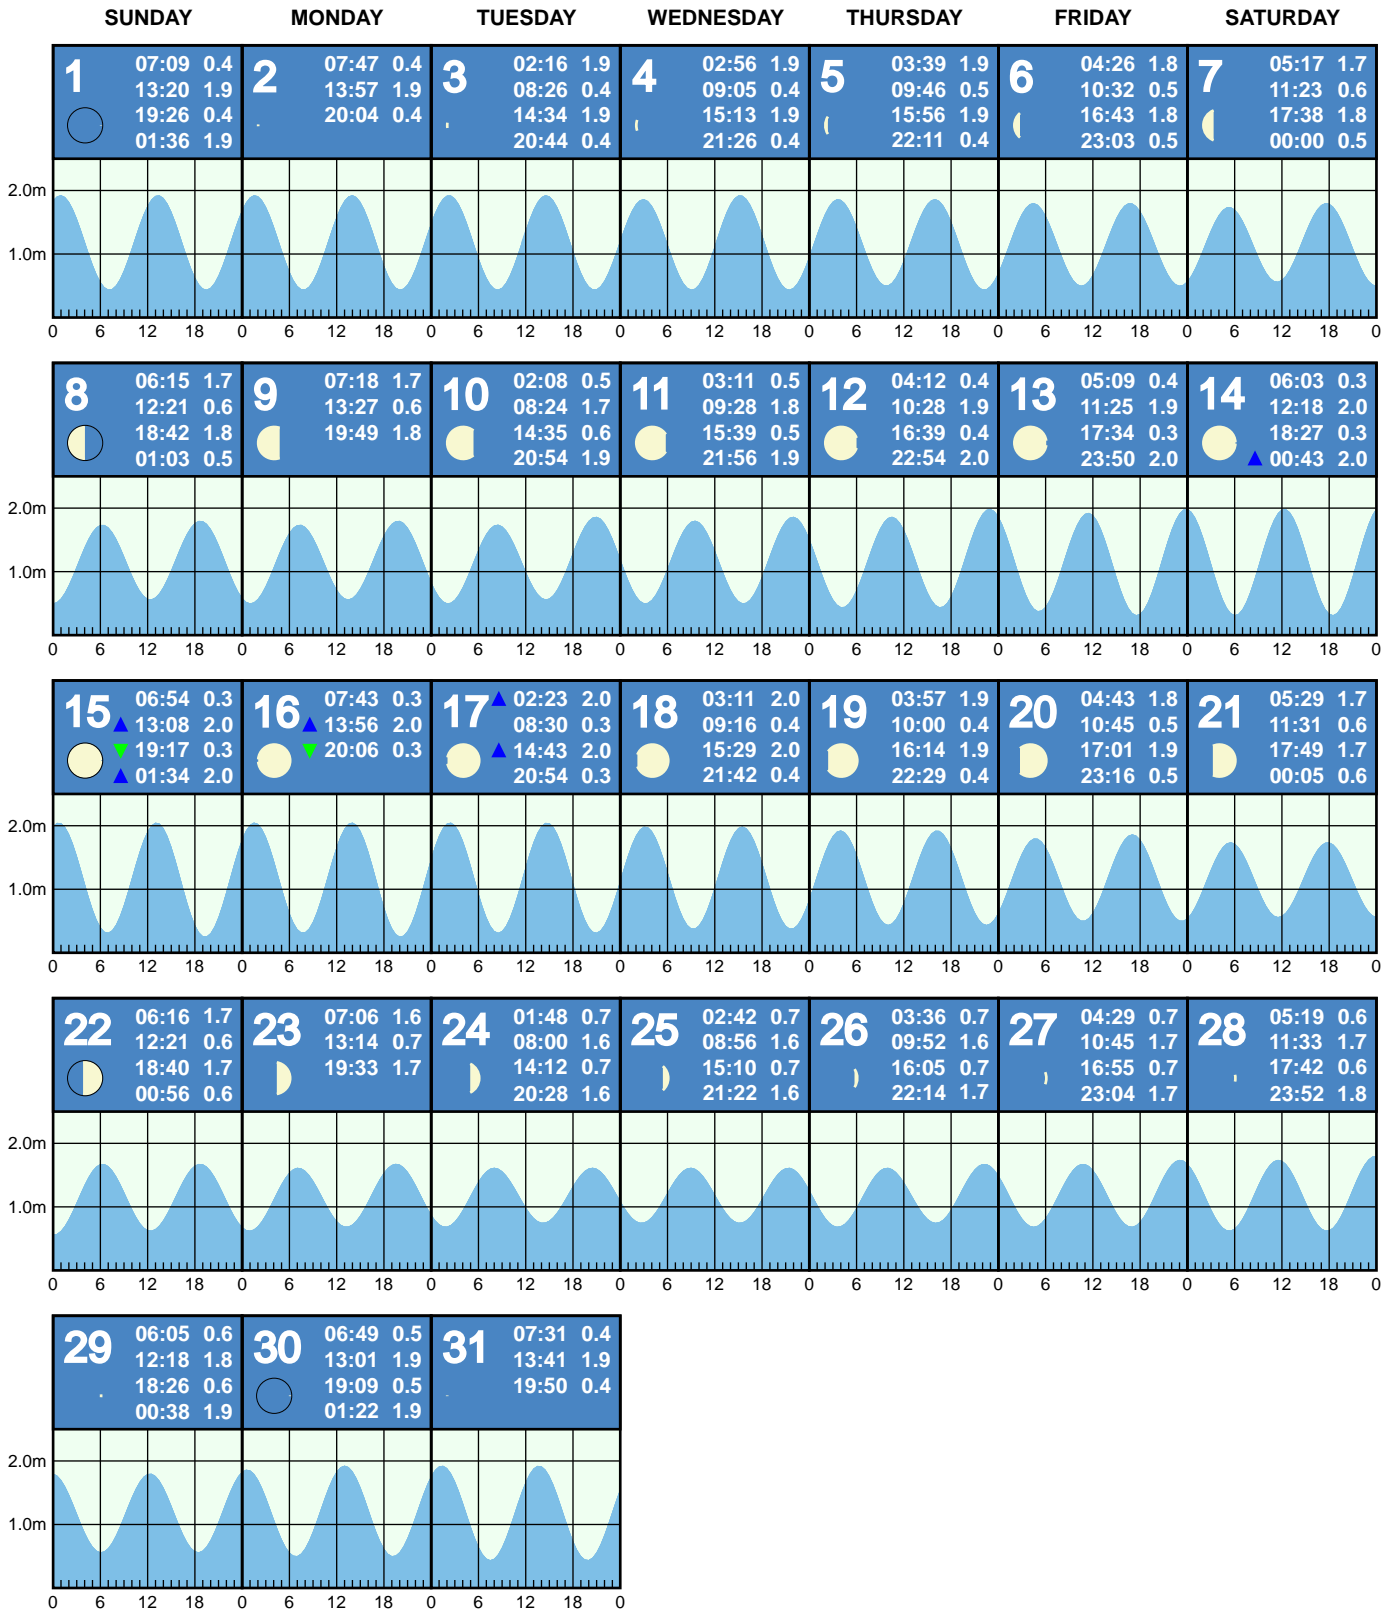 SUNDAY MONDAY TUESDAY WEDNESDAY THURSDAY FRIDAY SATURDAY
1 07:09 0.4
13:20 1.9
19:26 0.4
01:36 1.9
2 07:47 0.4
13:57 1.9
20:04 0.4
3 02:16 1.9
08:26 0.4
14:34 1.9
20:44 0.4
4 02:56 1.9
09:05 0.4
15:13 1.9
21:26 0.4
5 03:39 1.9
09:46 0.5
15:56 1.9
22:11 0.4
6 04:26 1.8
10:32 0.5
16:43 1.8
23:03 0.5
7 05:17 1.7
11:23 0.6
17:38 1.8
00:00 0.5
2.0m
1.0m
0 6 12 18 0 6 12 18 0 6 12 18 0 6 12 18 0 6 12 18 0 6 12 18 0 6 12 18 0
8 06:15 1.7
12:21 0.6
18:42 1.8
01:03 0.5
9 07:18 1.7
13:27 0.6
19:49 1.8
10 02:08 0.5
08:24 1.7
14:35 0.6
20:54 1.9
11 03:11 0.5
09:28 1.8
15:39 0.5
21:56 1.9
12 04:12 0.4
10:28 1.9
16:39 0.4
22:54 2.0
13 05:09 0.4
11:25 1.9
17:34 0.3
23:50 2.0
14 06:03 0.3
12:18 2.0
18:27 0.3
▲ 00:43 2.0
2.0m
1.0m
0 6 12 18 0 6 12 18 0 6 12 18 0 6 12 18 0 6 12 18 0 6 12 18 0 6 12 18 0
15 06:54 0.3
▲ 13:08 2.0
▼ 19:17 0.3
▲ 01:34 2.0
16 07:43 0.3
▲ 13:56 2.0
▼ 20:06 0.3
17 ▲ 02:23 2.0
08:30 0.3
▲ 14:43 2.0
20:54 0.3
18 03:11 2.0
09:16 0.4
15:29 2.0
21:42 0.4
19 03:57 1.9
10:00 0.4
16:14 1.9
22:29 0.4
20 04:43 1.8
10:45 0.5
17:01 1.9
23:16 0.5
21 05:29 1.7
11:31 0.6
17:49 1.7
00:05 0.6
2.0m
1.0m
0 6 12 18 0 6 12 18 0 6 12 18 0 6 12 18 0 6 12 18 0 6 12 18 0 6 12 18 0
22 06:16 1.7
12:21 0.6
18:40 1.7
00:56 0.6
23 07:06 1.6
13:14 0.7
19:33 1.7
24 01:48 0.7
08:00 1.6
14:12 0.7
20:28 1.6
25 02:42 0.7
08:56 1.6
15:10 0.7
21:22 1.6
26 03:36 0.7
09:52 1.6
16:05 0.7
22:14 1.7
27 04:29 0.7
10:45 1.7
16:55 0.7
23:04 1.7
28 05:19 0.6
11:33 1.7
17:42 0.6
23:52 1.8
2.0m
1.0m
0 6 12 18 0 6 12 18 0 6 12 18 0 6 12 18 0 6 12 18 0 6 12 18 0 6 12 18 0
29 06:05 0.6
12:18 1.8
18:26 0.6
00:38 1.9
30 06:49 0.5
13:01 1.9
19:09 0.5
01:22 1.9
31 07:31 0.4
13:41 1.9
19:50 0.4
2.0m
1.0m
0 6 12 18 0 6 12 18 0 6 12 18 0